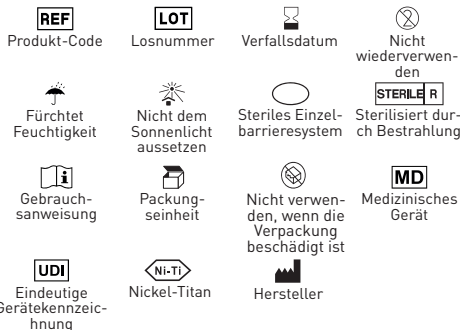 REF
LOT
2
Produkt-Code
Losnummer
Verfallsdatum
Nicht
wiederverwen-
den
STERILE R
Fürchtet
Feuchtigkeit
Nicht dem
Sonnenlicht
aussetzen
Steriles Einzel-
barrieresystem
Sterilisiert dur-
ch Bestrahlung
i
MD
Gebrauch-
sanweisung
Packung-
seinheit
Nicht verwen-
den, wenn die
Verpackung
beschädigt ist
Medizinisches
Gerät
UDI
Ni-Ti
Eindeutige
Gerätekennzeic-
hnung
Nickel-Titan
Hersteller